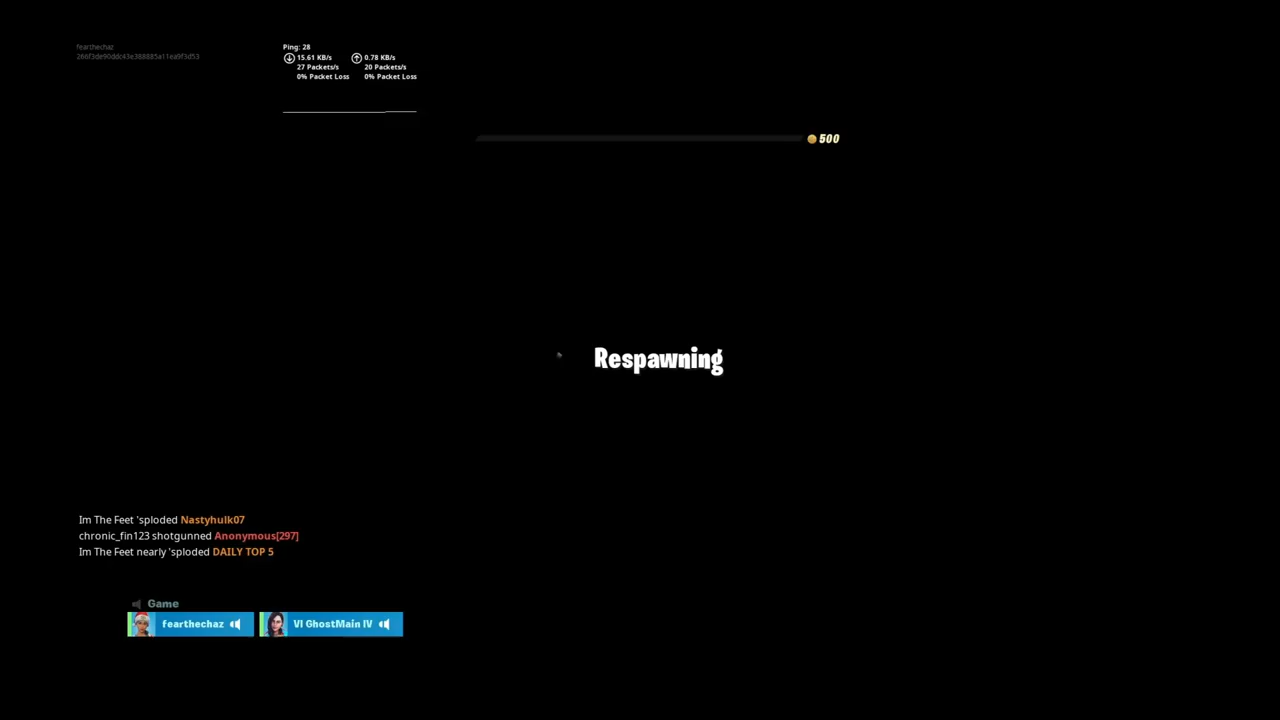 fearthechaz
266f3de90ddc43e388885a11ea9f3d53
Ping: 28
15.61 KB/s
0.78 KB/s
27 Packets/s
20 Packets/s
0% Packet Loss
0% Packet Loss
500
Respawning
Im The Feet 'sploded Nastyhulk07
chronic_fin123 shotgunned Anonymous[297]
Im The Feet nearly 'sploded DAILY TOP 5
Game
fearthechaz
VI GhostMain IV